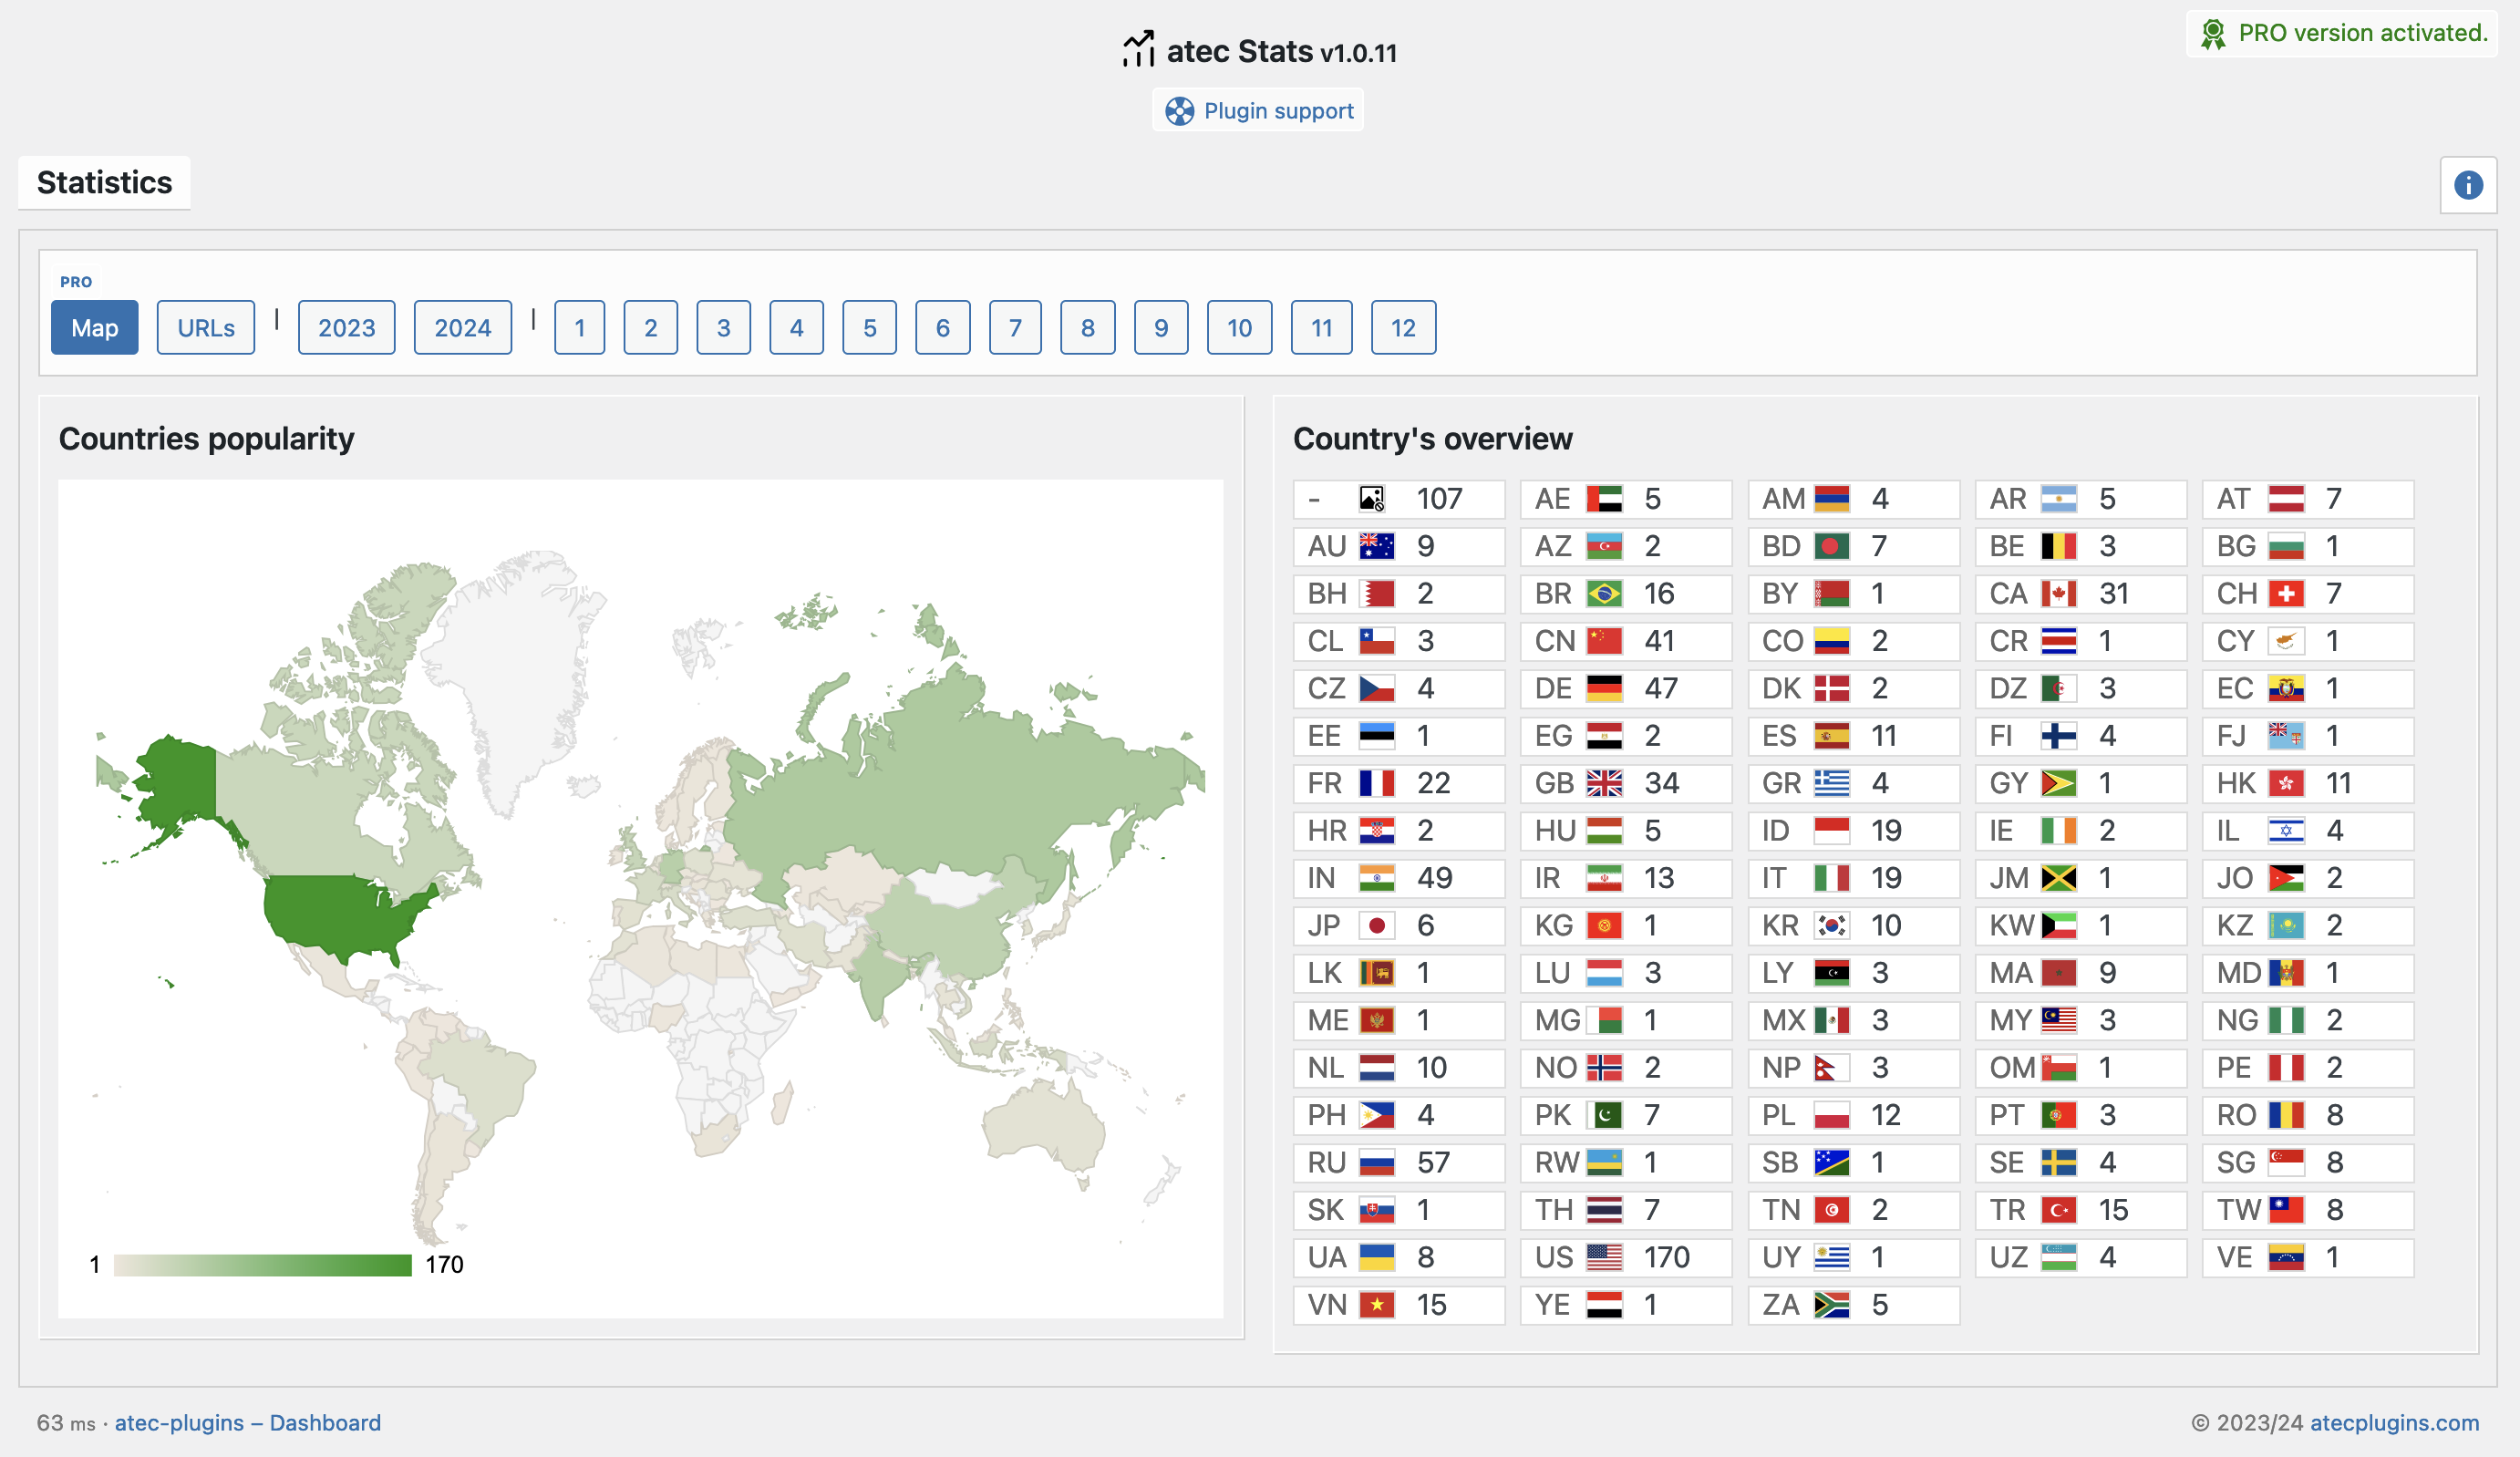 atec Stats v1.0.11
PRO version activated.
Plugin support
Statistics
PRO
Map URLs | 2023 2024 | 1 2 3 4 5 6 7 8 9 10 11 12
Countries popularity
1 170
Country's overview
- 107 AE 5 AM 4 AR 5 AT 7
AU 9 AZ 2 BD 7 BE 3 BG 1
BH 2 BR 16 BY 1 CA 31 CH 7
CL 3 CN 41 CO 2 CR 1 CY 1
CZ 4 DE 47 DK 2 DZ 3 EC 1
EE 1 EG 2 ES 11 FI 4 FJ 1
FR 22 GB 34 GR 4 GY 1 HK 11
HR 2 HU 5 ID 19 IE 2 IL 4
IN 49 IR 13 IT 19 JM 1 JO 2
JP 6 KG 1 KR 10 KW 1 KZ 2
LK 1 LU 3 LY 3 MA 9 MD 1
ME 1 MG 1 MX 3 MY 3 NG 2
NL 10 NO 2 NP 3 OM 1 PE 2
PH 4 PK 7 PL 12 PT 3 RO 8
RU 57 RW 1 SB 1 SE 4 SG 8
SK 1 TH 7 TN 2 TR 15 TW 8
UA 8 US 170 UY 1 UZ 4 VE 1
VN 15 YE 1 ZA 5
63 ms · atec-plugins – Dashboard
© 2023/24 atecplugins.com